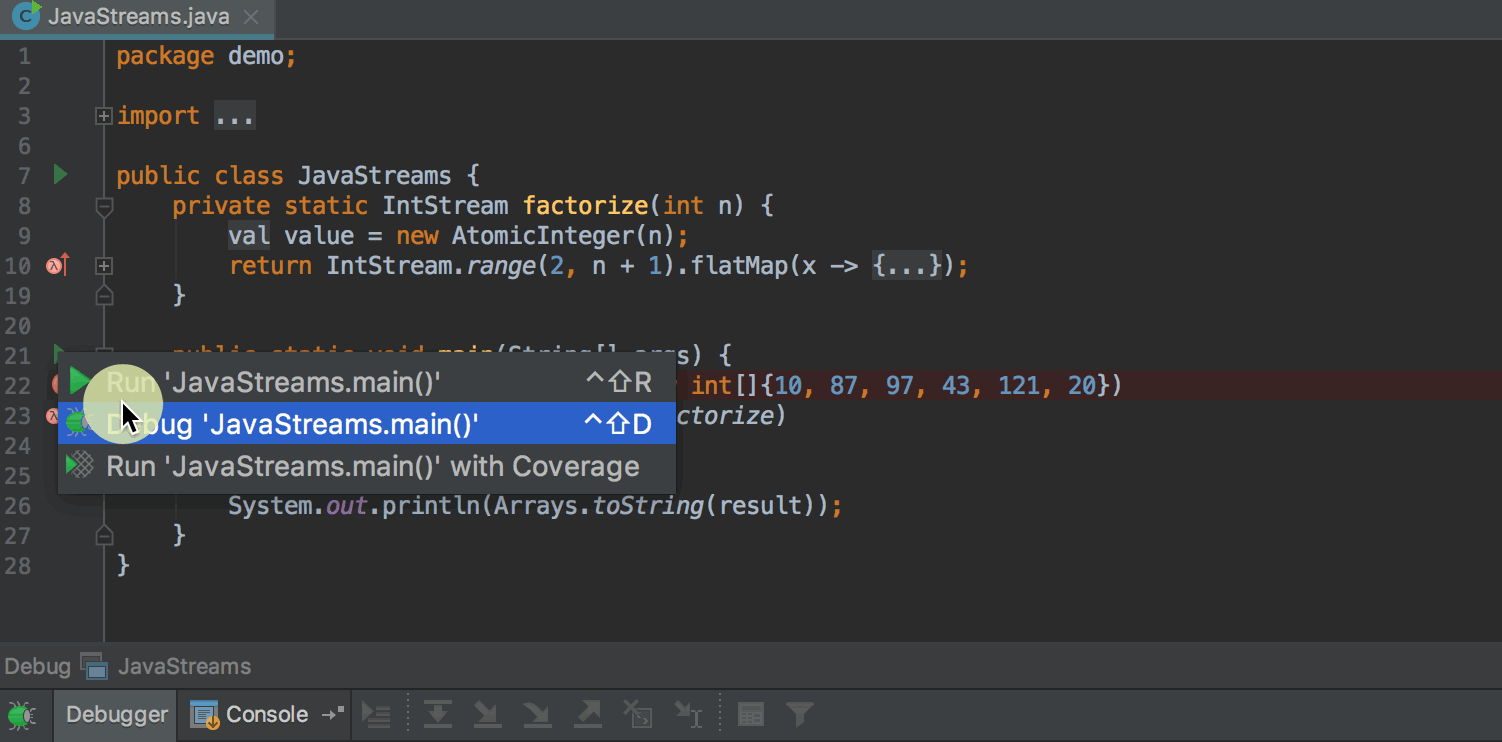 JavaStreams.java
1 package demo;
2
3 import ...
6
7 public class JavaStreams {
8 private static IntStream factorize(int n) {
9 val value = new AtomicInteger(n);
10 return IntStream.range(2, n + 1).flatMap(x -> {...});
19 }
20
21 public static void main(String[] args) {
22 int[]{10, 87, 97, 43, 121, 20})
Run 'JavaStreams.main()' ^⇧R
23 ctorize)
Debug 'JavaStreams.main()' ^⇧D
24
Run 'JavaStreams.main()' with Coverage
25
26 System.out.println(Arrays.toString(result));
27 }
28 }
Debug JavaStreams
Debugger Console